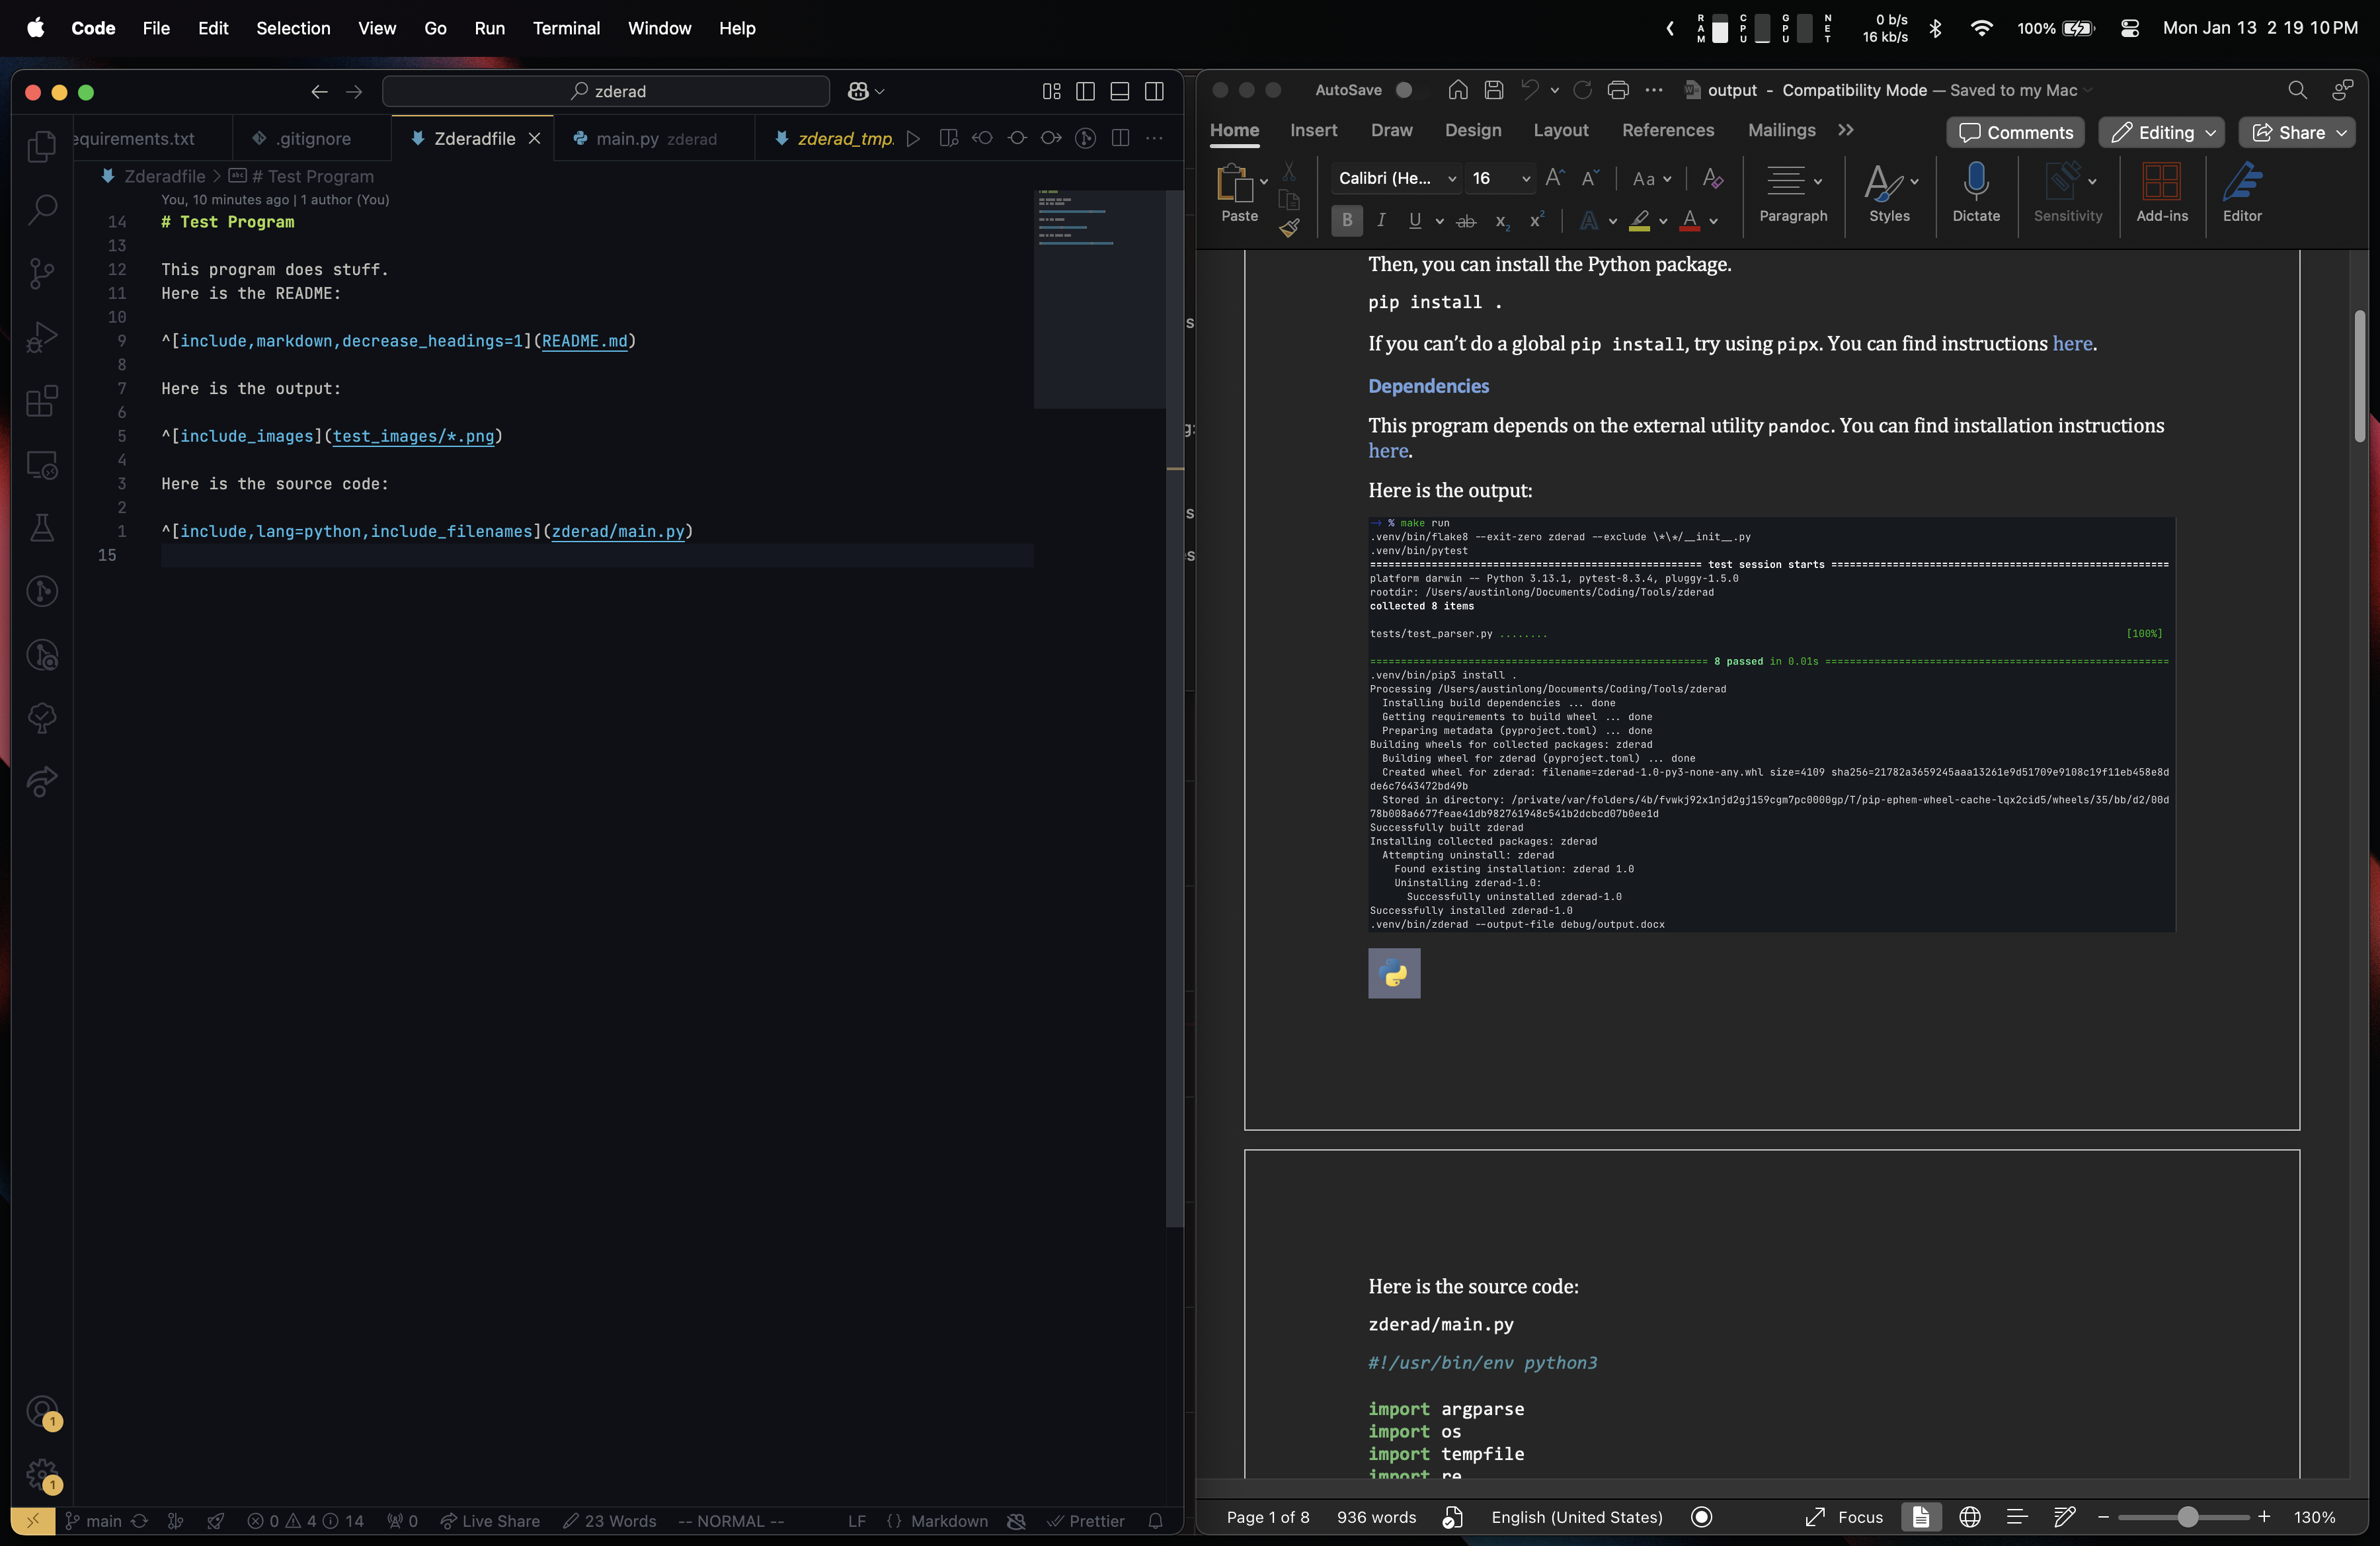 Code File Edit Selection View Go Run Terminal Window Help
RAM CPU GPU NET 0 b/s 16 kb/s 100% Mon Jan 13 2 19 10 PM
zderad
equirements.txt .gitignore Zderadfile main.py zderad zderad_tmp.
Zderadfile > # Test Program
You, 10 minutes ago | 1 author (You)
14 # Test Program
13
12 This program does stuff.
11 Here is the README:
10
9 ^[include,markdown,decrease_headings=1](README.md)
8
7 Here is the output:
6
5 ^[include_images](test_images/*.png)
4
3 Here is the source code:
2
1 ^[include,lang=python,include_filenames](zderad/main.py)
15
1
1
main 0 4 14 0 Live Share 23 Words -- NORMAL -- LF {} Markdown Prettier
AutoSave output - Compatibility Mode — Saved to my Mac
Home Insert Draw Design Layout References Mailings Comments Editing Share
Paste Calibri (He... 16 Aa Paragraph Styles Dictate Sensitivity Add-ins Editor
Then, you can install the Python package.
pip install .
If you can't do a global pip install, try using pipx. You can find instructions here.
Dependencies
This program depends on the external utility pandoc. You can find installation instructions
here.
Here is the output:
→ % make run
.venv/bin/flake8 --exit-zero zderad --exclude \*\*/__init__.py
.venv/bin/pytest
test session starts
platform darwin -- Python 3.13.1, pytest-8.3.4, pluggy-1.5.0
rootdir: /Users/austinlong/Documents/Coding/Tools/zderad
collected 8 items
tests/test_parser.py ........ [100%]
8 passed in 0.01s
.venv/bin/pip3 install .
Processing /Users/austinlong/Documents/Coding/Tools/zderad
Installing build dependencies ... done
Getting requirements to build wheel ... done
Preparing metadata (pyproject.toml) ... done
Building wheels for collected packages: zderad
Building wheel for zderad (pyproject.toml) ... done
Created wheel for zderad: filename=zderad-1.0-py3-none-any.whl size=4109 sha256=21782a3659245aaa13261e9d51709e9108c19f11eb458e8d
de6c7643472bd49b
Stored in directory: /private/var/folders/4b/fvwkj92x1njd2gj159cgm7pc0000gp/T/pip-ephem-wheel-cache-lqx2cid5/wheels/35/bb/d2/00d
78b008a6677feae41db982761948c541b2dcbcd07b0ee1d
Successfully built zderad
Installing collected packages: zderad
Attempting uninstall: zderad
Found existing installation: zderad 1.0
Uninstalling zderad-1.0:
Successfully uninstalled zderad-1.0
Successfully installed zderad-1.0
.venv/bin/zderad --output-file debug/output.docx
Here is the source code:
zderad/main.py
#!/usr/bin/env python3
import argparse
import os
import tempfile
import re
Page 1 of 8 936 words English (United States) Focus 130%